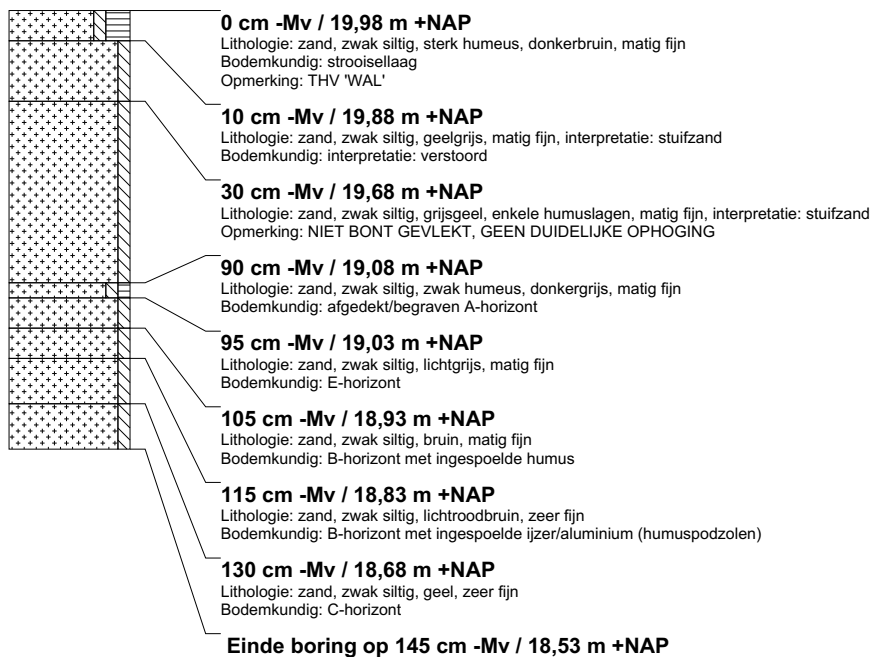 0 cm -Mv / 19,98 m +NAP
Lithologie: zand, zwak siltig, sterk humeus, donkerbruin, matig fijn
Bodemkundig: strooisellaag
Opmerking: THV 'WAL'
10 cm -Mv / 19,88 m +NAP
Lithologie: zand, zwak siltig, geelgrijs, matig fijn, interpretatie: stuifzand
Bodemkundig: interpretatie: verstoord
30 cm -Mv / 19,68 m +NAP
Lithologie: zand, zwak siltig, grijsgeel, enkele humuslagen, matig fijn, interpretatie: stuifzand
Opmerking: NIET BONT GEVLEKT, GEEN DUIDELIJKE OPHOGING
90 cm -Mv / 19,08 m +NAP
Lithologie: zand, zwak siltig, zwak humeus, donkergrijs, matig fijn
Bodemkundig: afgedekt/begraven A-horizont
95 cm -Mv / 19,03 m +NAP
Lithologie: zand, zwak siltig, lichtgrijs, matig fijn
Bodemkundig: E-horizont
105 cm -Mv / 18,93 m +NAP
Lithologie: zand, zwak siltig, bruin, matig fijn
Bodemkundig: B-horizont met ingespoelde humus
115 cm -Mv / 18,83 m +NAP
Lithologie: zand, zwak siltig, lichtroodbruin, zeer fijn
Bodemkundig: B-horizont met ingespoelde ijzer/aluminium (humuspodzolen)
130 cm -Mv / 18,68 m +NAP
Lithologie: zand, zwak siltig, geel, zeer fijn
Bodemkundig: C-horizont
Einde boring op 145 cm -Mv / 18,53 m +NAP